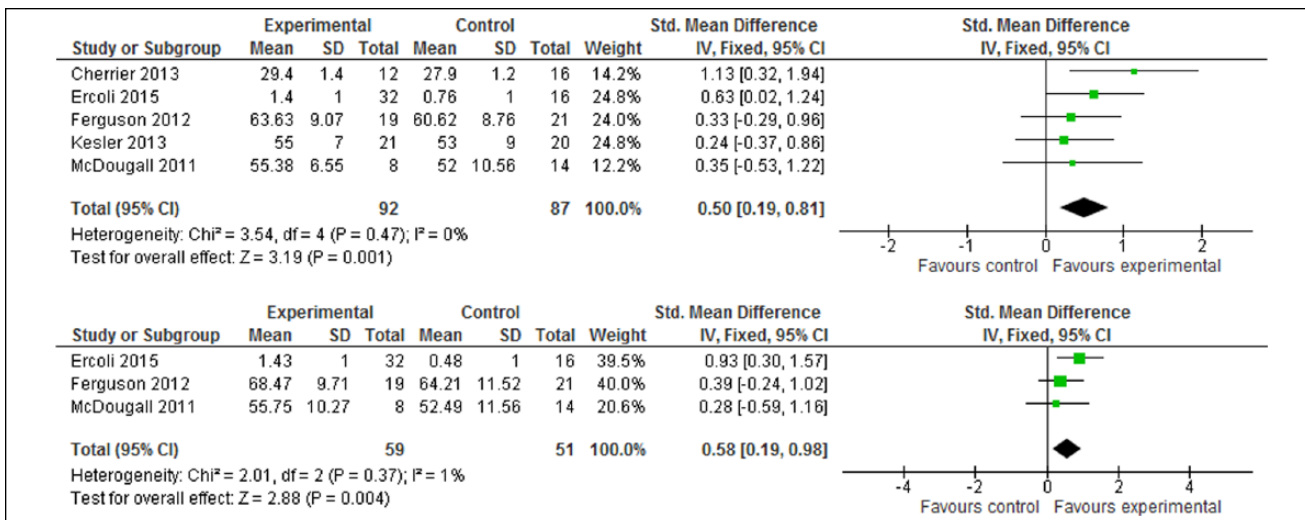 Experimental Control Std. Mean Difference Std. Mean Difference
Study or Subgroup Mean SD Total Mean SD Total Weight IV, Fixed, 95% CI IV, Fixed, 95% CI
Cherrier 2013 29.4 1.4 12 27.9 1.2 16 14.2% 1.13 [0.32, 1.94]
Ercoli 2015 1.4 1 32 0.76 1 16 24.8% 0.63 [0.02, 1.24]
Ferguson 2012 63.63 9.07 19 60.62 8.76 21 24.0% 0.33 [-0.29, 0.96]
Kesler 2013 55 7 21 53 9 20 24.8% 0.24 [-0.37, 0.86]
McDougall 2011 55.38 6.55 8 52 10.56 14 12.2% 0.35 [-0.53, 1.22]
Total (95% CI) 92 87 100.0% 0.50 [0.19, 0.81]
Heterogeneity: Chi² = 3.54, df = 4 (P = 0.47); I² = 0%
Test for overall effect: Z = 3.19 (P = 0.001)
-2 -1 0 1 2
Favours control Favours experimental
Experimental Control Std. Mean Difference Std. Mean Difference
Study or Subgroup Mean SD Total Mean SD Total Weight IV, Fixed, 95% CI IV, Fixed, 95% CI
Ercoli 2015 1.43 1 32 0.48 1 16 39.5% 0.93 [0.30, 1.57]
Ferguson 2012 68.47 9.71 19 64.21 11.52 21 40.0% 0.39 [-0.24, 1.02]
McDougall 2011 55.75 10.27 8 52.49 11.56 14 20.6% 0.28 [-0.59, 1.16]
Total (95% CI) 59 51 100.0% 0.58 [0.19, 0.98]
Heterogeneity: Chi² = 2.01, df = 2 (P = 0.37); I² = 1%
Test for overall effect: Z = 2.88 (P = 0.004)
-4 -2 0 2 4
Favours control Favours experimental